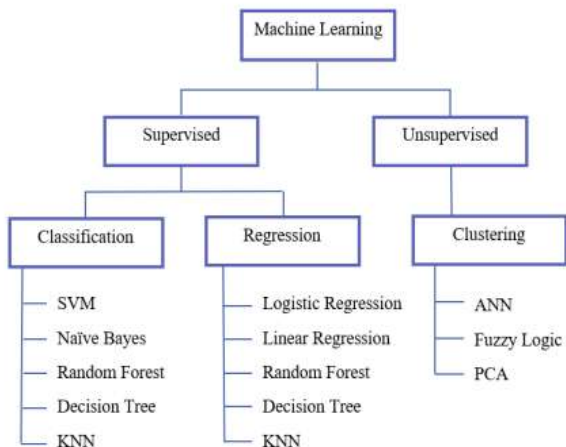 Machine Learning
Supervised
Unsupervised
Classification
Regression
Clustering
SVM
Naïve Bayes
Random Forest
Decision Tree
KNN
Logistic Regression
Linear Regression
Random Forest
Decision Tree
KNN
ANN
Fuzzy Logic
PCA